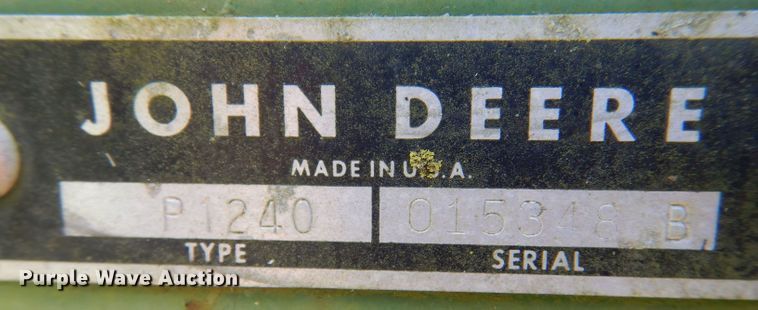 JOHN DEERE
MADE IN U.S.A.
P1240 015348 B
TYPE SERIAL
Purple Wave Auction